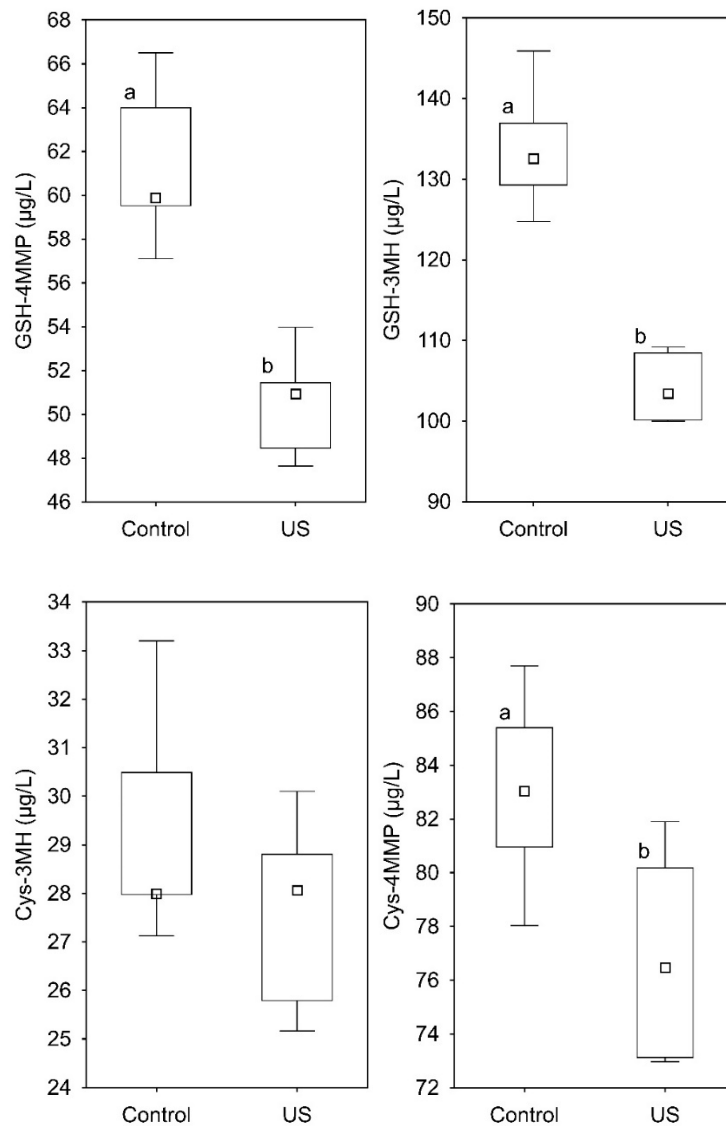 GSH-4MMP (µg/L)
68
66
64
62
60
58
56
54
52
50
48
46
a
b
Control US
GSH-3MH (µg/L)
150
140
130
120
110
100
90
a
b
Control US
Cys-3MH (µg/L)
34
33
32
31
30
29
28
27
26
25
24
Control US
Cys-4MMP (µg/L)
90
88
86
84
82
80
78
76
74
72
a
b
Control US